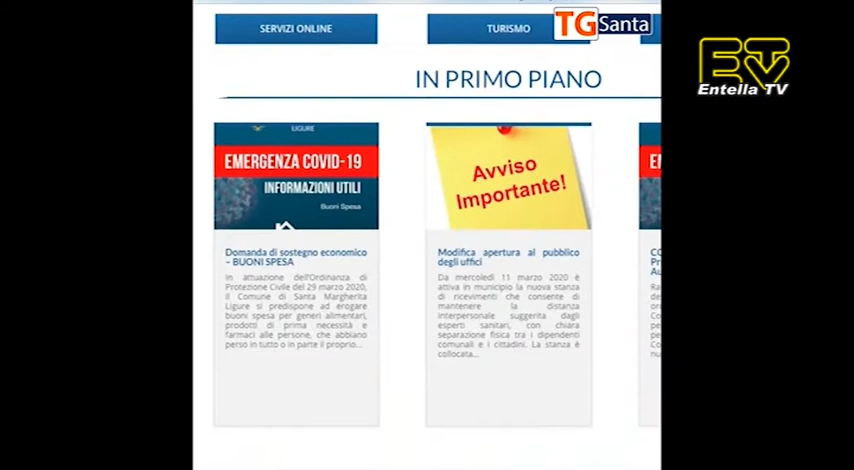 SERVIZI ONLINE
TURISMO
TGSanta
ETV
Entella TV
IN PRIMO PIANO
LIGURE
EMERGENZA COVID-19
INFORMAZIONI UTILI
Buoni Spesa
Avviso
Importante!
Domanda di sostegno economico
– BUONI SPESA
In attuazione dell'Ordinanza di
Protezione Civile del 29 marzo 2020,
il Comune di Santa Margherita
Ligure si predispone ad erogare
buoni spesa per generi alimentari,
prodotti di prima necessità e
farmaci alle persone, che abbiano
perso in tutto o in parte il proprio...
Modifica apertura al pubblico
degli uffici
Da mercoledì 11 marzo 2020 è
attiva in municipio la nuova stanza
di ricevimenti che consente di
mantenere la distanza
interpersonale suggerita dagli
esperti sanitari, con chiara
separazione fisica tra i dipendenti
comunali e i cittadini. La stanza è
collocata...